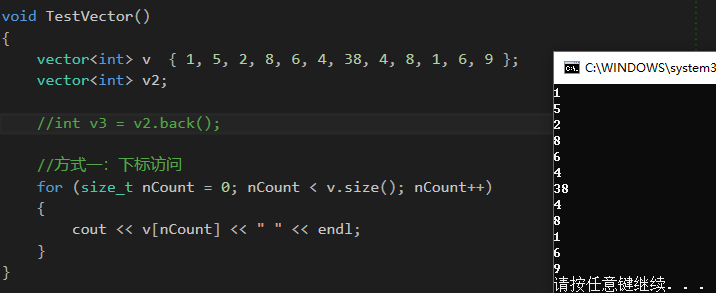 void TestVector()
{
    vector<int> v  { 1, 5, 2, 8, 6, 4, 38, 4, 8, 1, 6, 9 };
    vector<int> v2;
    //int v3 = v2.back();
    //方式一：下标访问
    for (size_t nCount = 0; nCount < v.size(); nCount++)
    {
        cout << v[nCount] << " " << endl;
    }
}
C:\WINDOWS\system3
1
5
2
8
6
4
38
4
8
1
6
9
请按任意键继续. . .